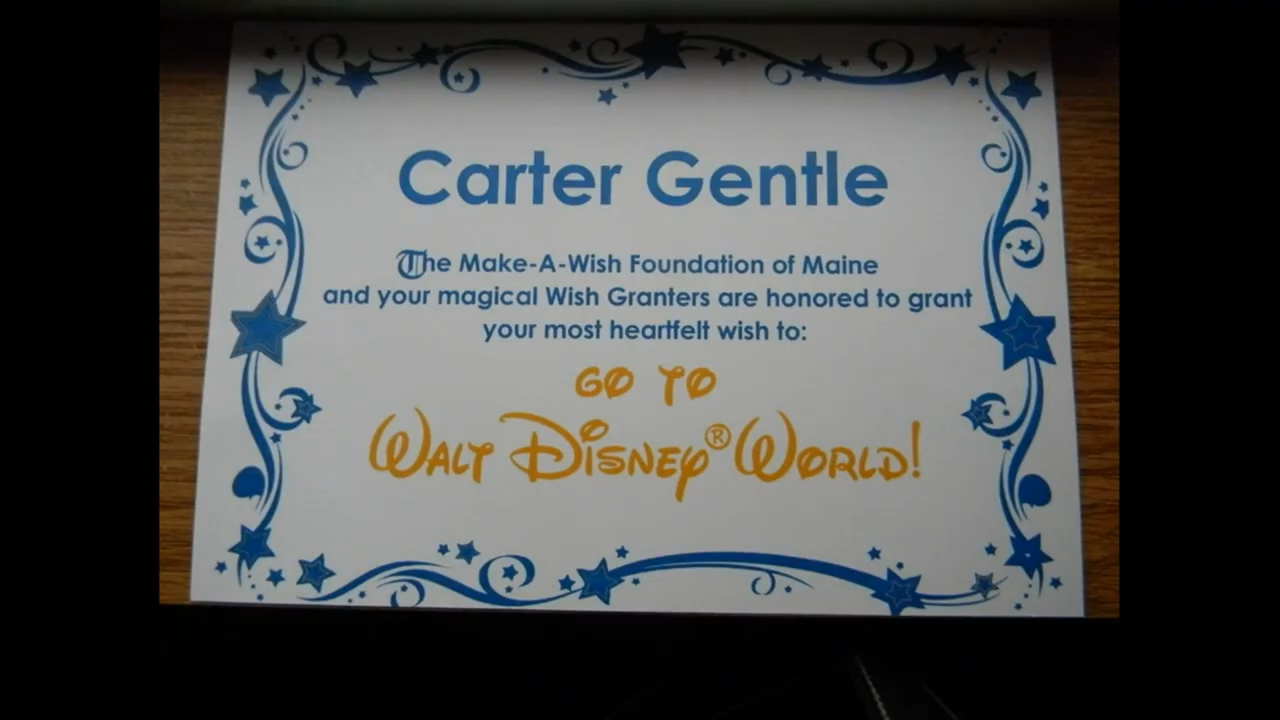 Carter Gentle
The Make-A-Wish Foundation of Maine
and your magical Wish Granters are honored to grant
your most heartfelt wish to:
GO TO
WALT DISNEY® WORLD!